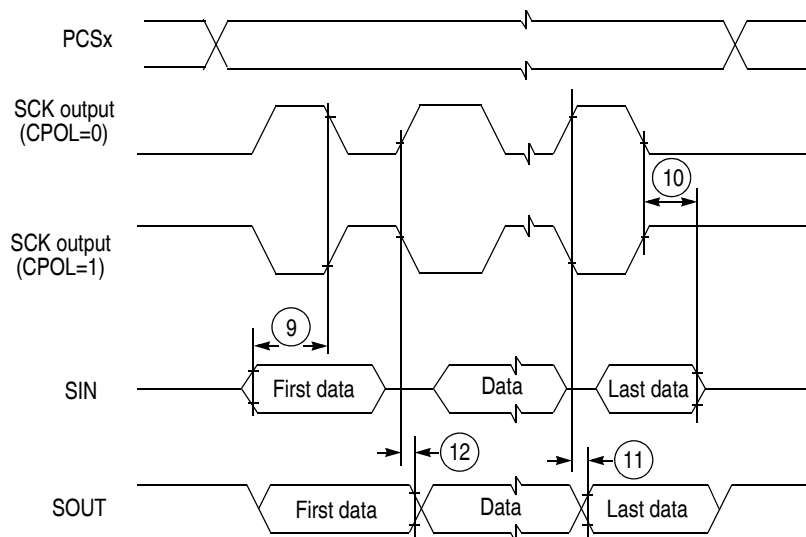 PCSx
SCK output
(CPOL=0)
10
SCK output
(CPOL=1)
9
SIN
First data
Data
Last data
12
11
SOUT
First data
Data
Last data